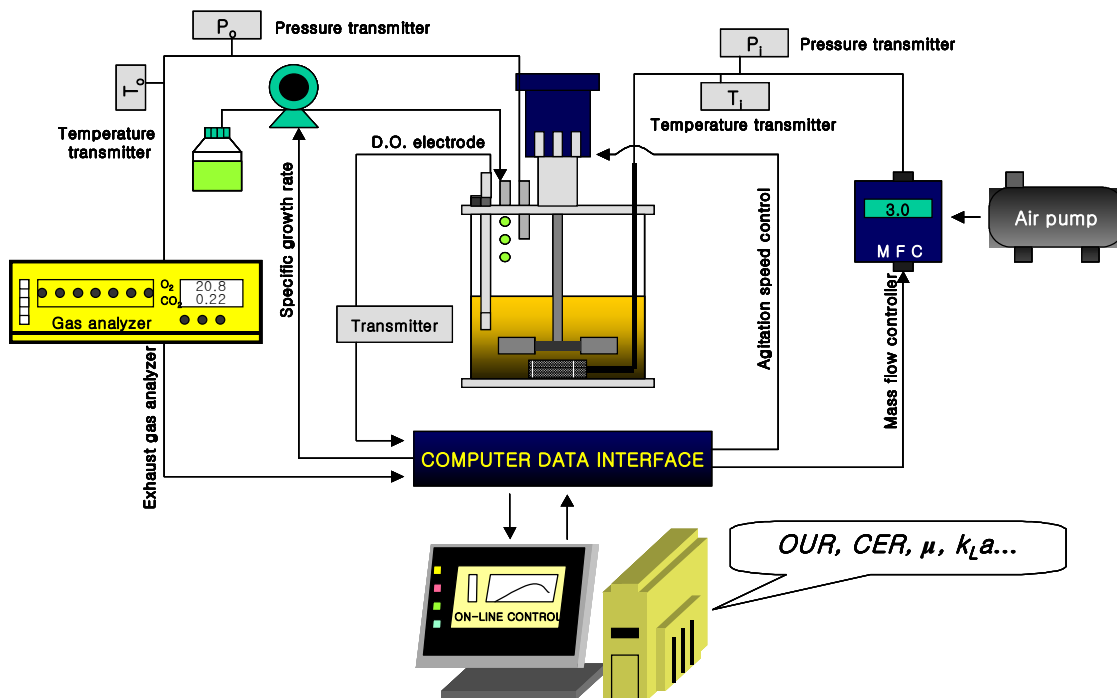 Pₒ
Pressure transmitter
Tₒ
Temperature
transmitter
Pᵢ
Pressure transmitter
Tᵢ
Temperature transmitter
D.O. electrode
3.0
M F C
Air pump
Specific growth rate
Agitation speed control
Mass flow controller
O₂
20.8
CO₂
0.22
Gas analyzer
Transmitter
Exhaust gas analyzer
COMPUTER DATA INTERFACE
ON-LINE CONTROL
OUR, CER, μ, k_La...